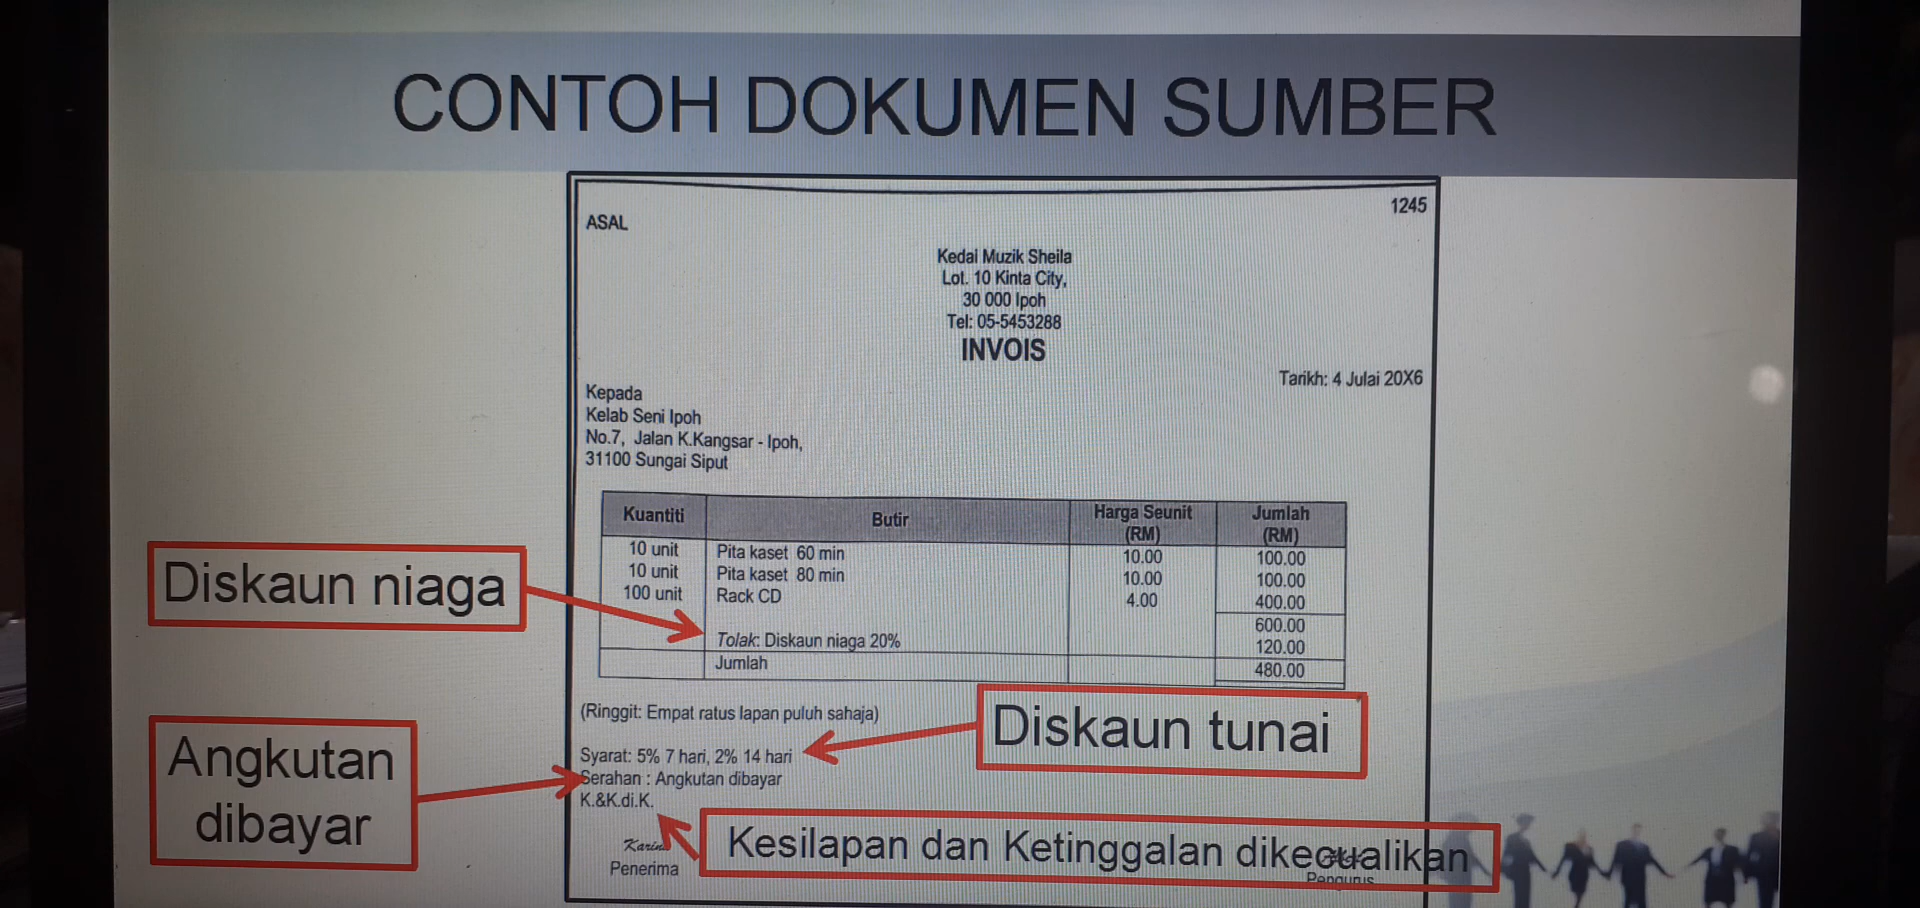 CONTOH DOKUMEN SUMBER
1245
ASAL
Kedai Muzik Sheila
Lot. 10 Kinta City,
30 000 Ipoh
Tel: 05-5453288
INVOIS
Tarikh: 4 Julai 20X6
Kepada
Kelab Seni Ipoh
No.7, Jalan K.Kangsar - Ipoh,
31100 Sungai Siput
Kuantiti Butir Harga Seunit (RM) Jumlah (RM)
10 unit Pita kaset 60 min 10.00 100.00
10 unit Pita kaset 80 min 10.00 100.00
100 unit Rack CD 4.00 400.00
600.00
Diskaun niaga
Tolak: Diskaun niaga 20% 120.00
Jumlah 480.00
(Ringgit: Empat ratus lapan puluh sahaja)
Diskaun tunai
Syarat: 5% 7 hari, 2% 14 hari
Angkutan
dibayar
Serahan : Angkutan dibayar
K.&K.di.K.
Kesilapan dan Ketinggalan dikecualikan
Penerima
Pengurus